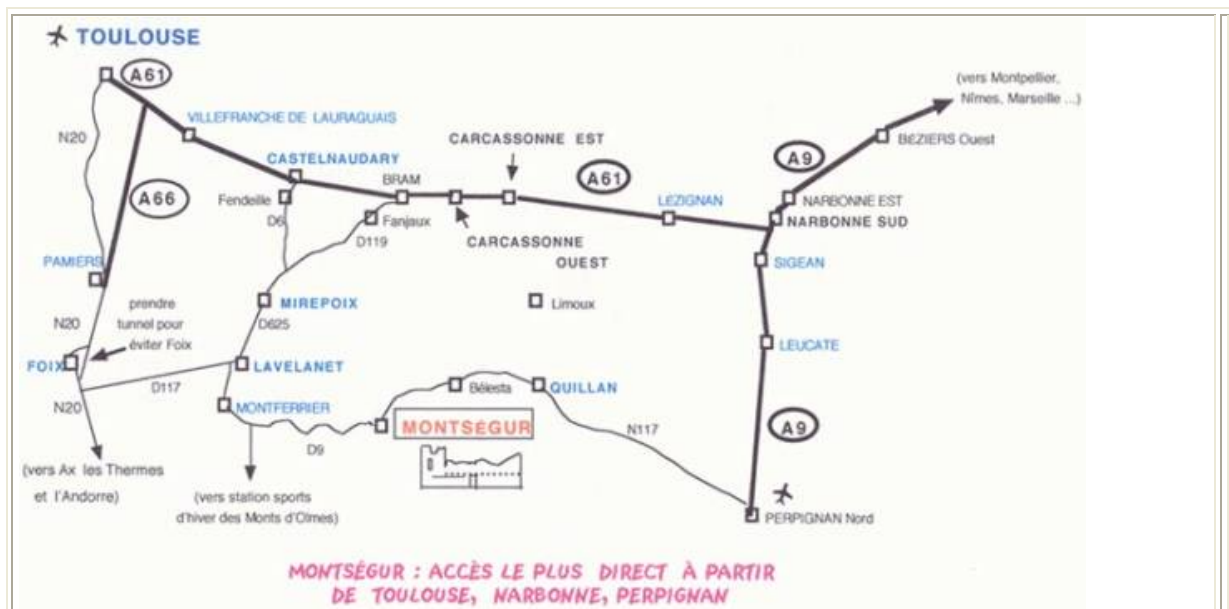 TOULOUSE
A61
(vers Montpellier,
Nîmes, Marseille ...)
N20
VILLEFRANCHE DE LAURAGUAIS
CARCASSONNE EST
A9
BÉZIERS Ouest
CASTELNAUDARY
BRAM
A61
A66
Fendeille
D6
Fanjaux
D119
LÉZIGNAN
NARBONNE EST
NARBONNE SUD
CARCASSONNE
OUEST
PAMIERS
SIGEAN
prendre
tunnel pour
éviter Foix
N20
MIREPOIX
Limoux
D625
LEUCATE
FOIX
LAVELANET
D117
Bélesta
QUILLAN
N20
MONTFERRIER
MONTSÉGUR
N117
A9
D9
(vers Ax les Thermes
et l'Andorre)
(vers station sports
d'hiver des Monts d'Olmes)
PERPIGNAN Nord
MONTSÉGUR : ACCÈS LE PLUS DIRECT À PARTIR
DE TOULOUSE, NARBONNE, PERPIGNAN